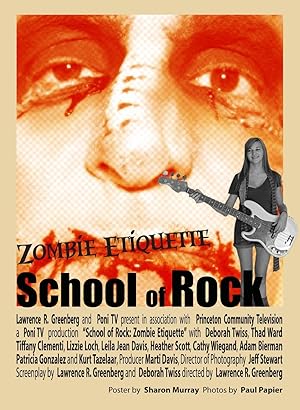 ZOMBIE ETIQUETTE
School of Rock
Lawrence R. Greenberg and Poni TV present in association with Princeton Community Television
a Poni TV production "School of Rock: Zombie Etiquette" with Deborah Twiss, Thad Ward
Tiffany Clementi, Lizzie Loch, Leila Jean Davis, Heather Scott, Cathy Wiegand, Adam Bierman
Patricia Gonzalez and Kurt Tazelaar, Producer Marti Davis, Director of Photography Jeff Stewart
Screenplay by Lawrence R. Greenberg and Deborah Twiss directed by Lawrence R. Greenberg
Poster by Sharon Murray Photos by Paul Papier